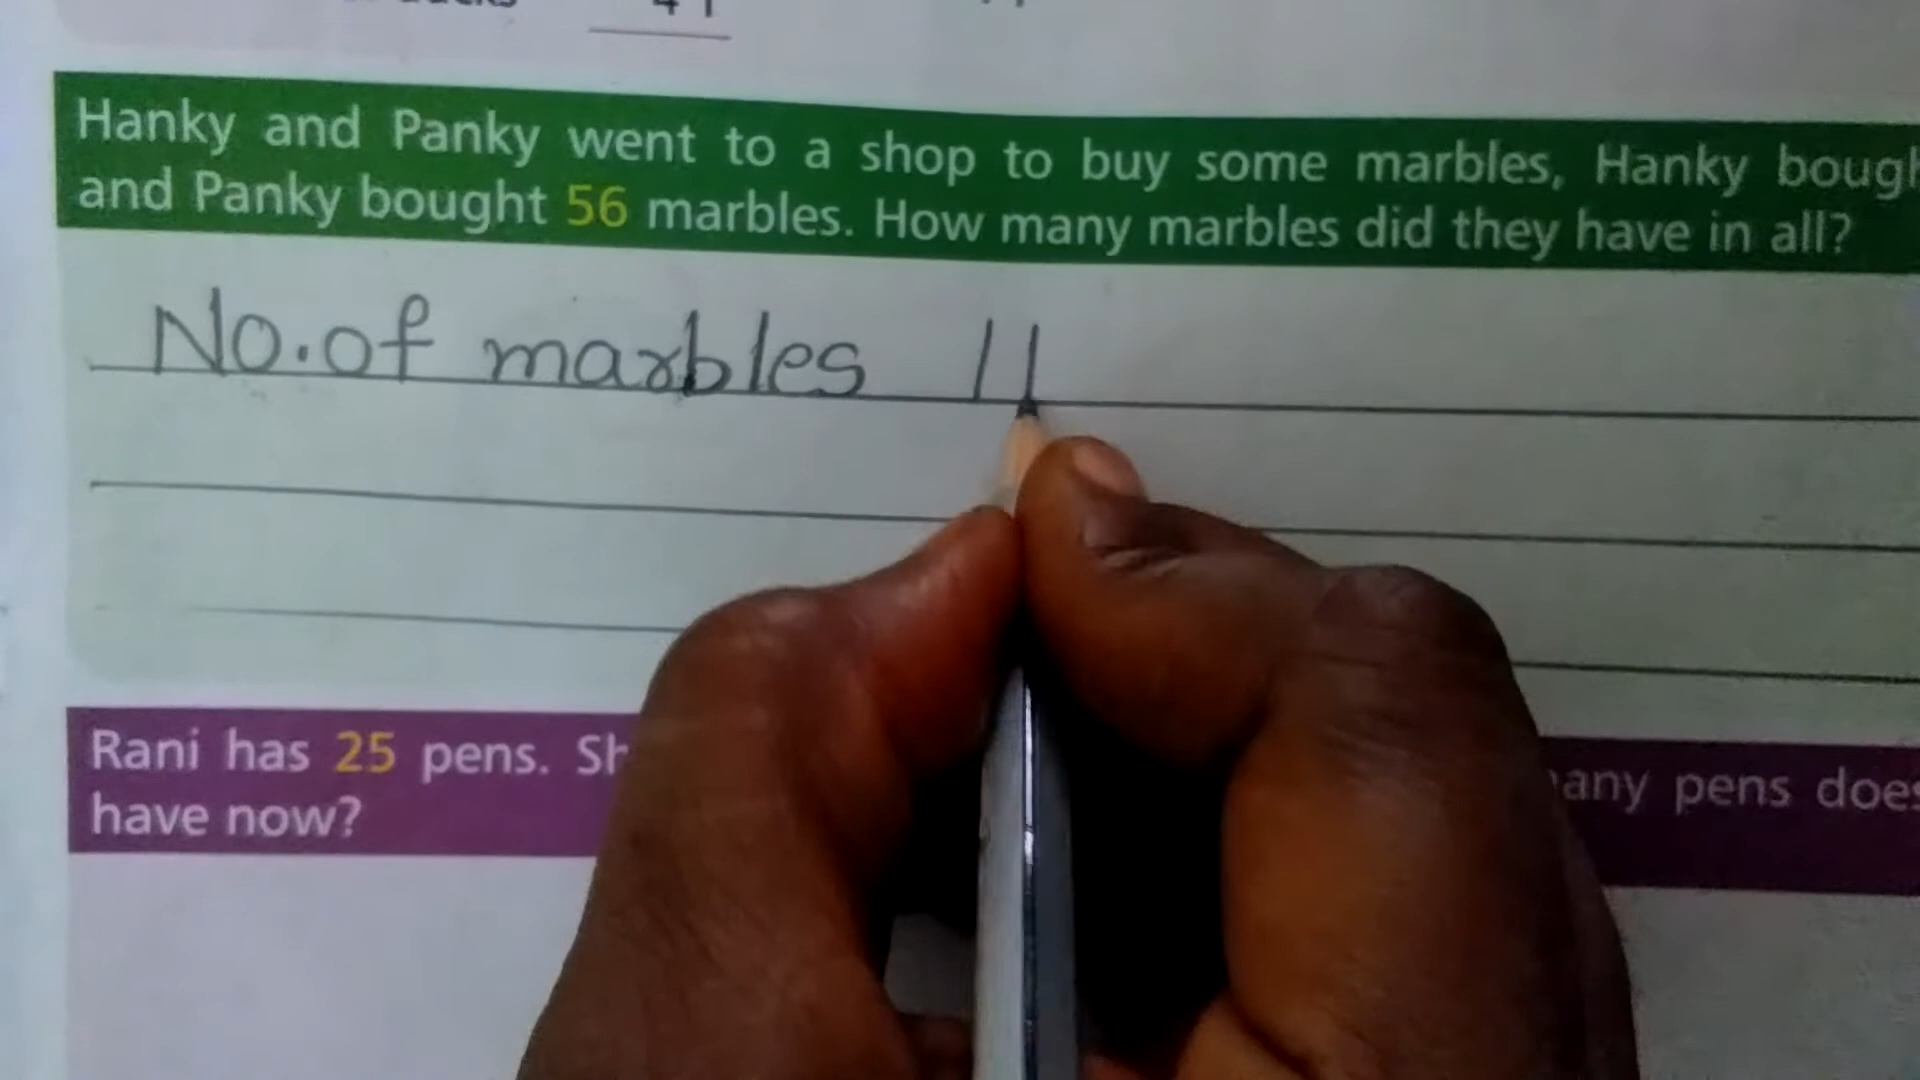 Hanky and Panky went to a shop to buy some marbles, Hanky bough
and Panky bought 56 marbles. How many marbles did they have in all?
No. of marbles 11
Rani has 25 pens. Sh
any pens does
have now?